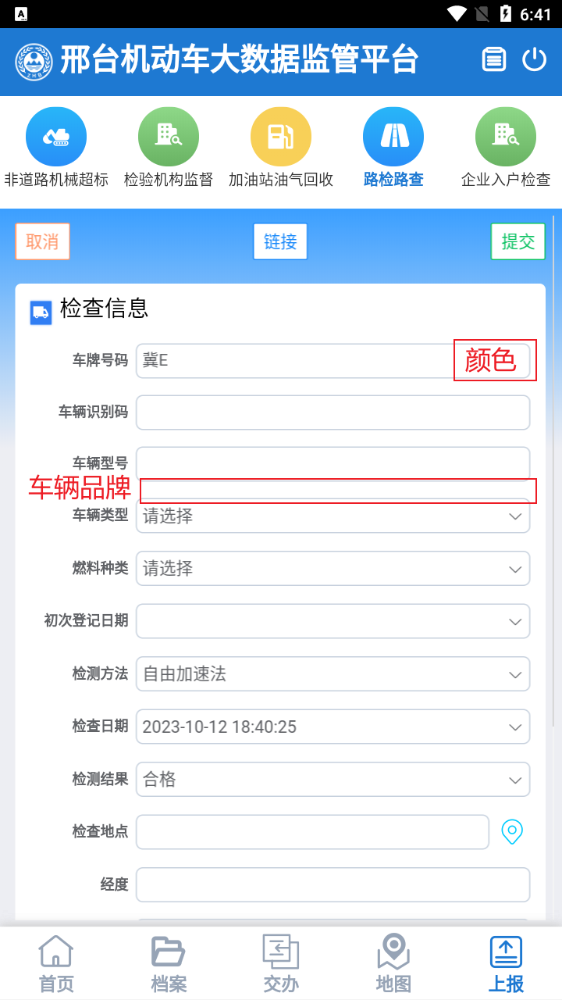 A
6:41
邢台机动车大数据监管平台
ZHB
非道路机械超标 检验机构监督 加油站油气回收 路检路查 企业入户检查
取消 链接 提交
检查信息
车牌号码 冀E 颜色
车辆识别码
车辆型号
车辆品牌
车辆类型 请选择
燃料种类 请选择
初次登记日期
检测方法 自由加速法
检查日期 2023-10-12 18:40:25
检测结果 合格
检查地点
经度
首页 档案 交办 地图 上报